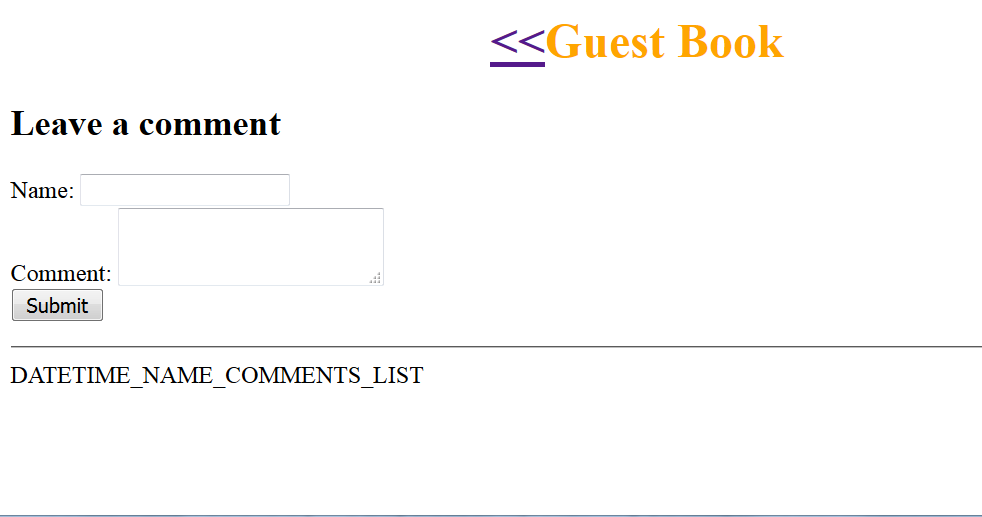 <<Guest Book
Leave a comment
Name:
Comment:
Submit
DATETIME_NAME_COMMENTS_LIST